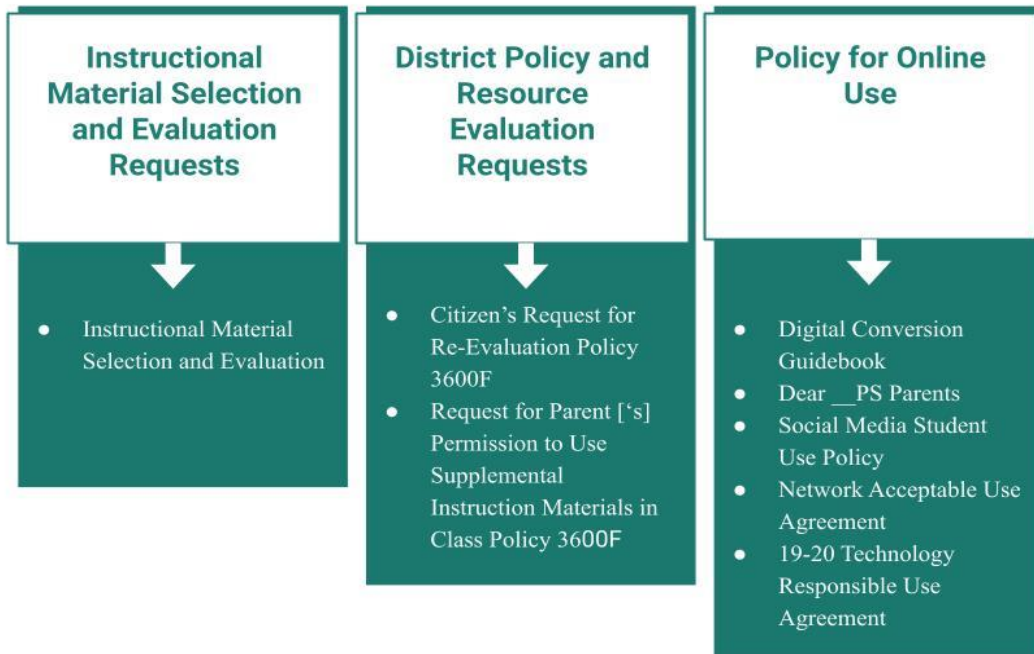 Instructional
Material Selection
and Evaluation
Requests
● Instructional Material
Selection and Evaluation
District Policy and
Resource
Evaluation
Requests
● Citizen’s Request for
Re-Evaluation Policy
3600F
● Request for Parent [‘s]
Permission to Use
Supplemental
Instruction Materials in
Class Policy 3600F
Policy for Online
Use
● Digital Conversion
Guidebook
● Dear __PS Parents
● Social Media Student
Use Policy
● Network Acceptable Use
Agreement
● 19-20 Technology
Responsible Use
Agreement